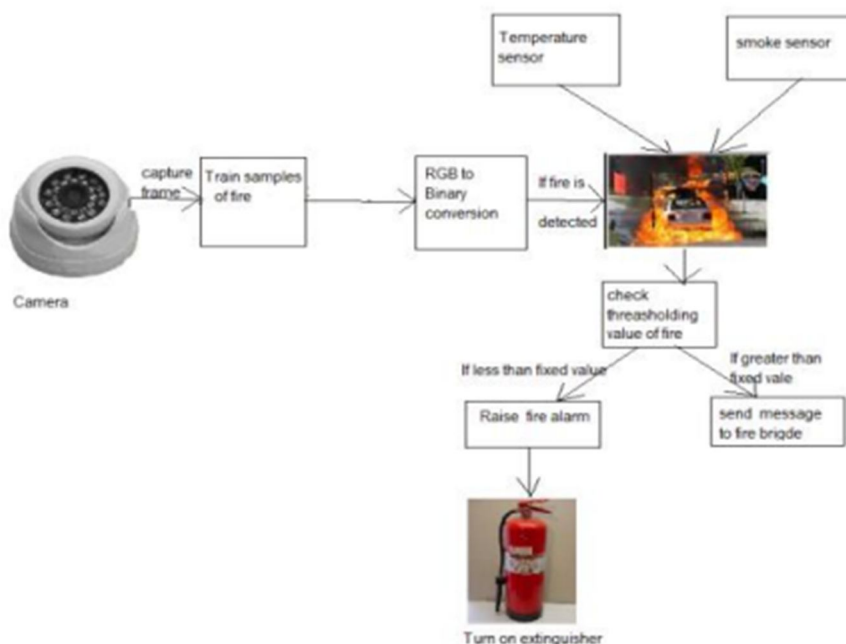 Temperature
sensor
smoke sensor
capture
frame
Train samples
of fire
RGB to
Binary
conversion
If fire is
detected
Camera
check
threasholding
value of fire
If less than fixed value
If greater than
fixed vale
Raise fire alarm
send message
to fire brigde
Turn on extinguisher